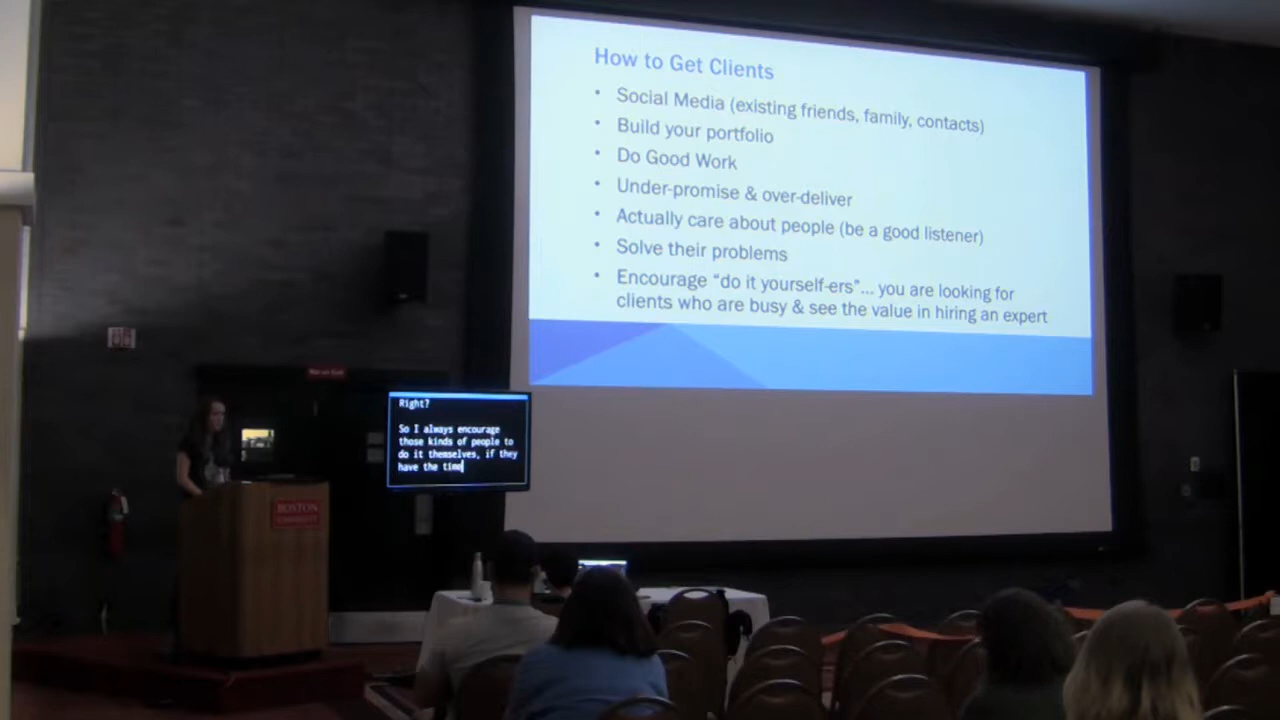 How to Get Clients
• Social Media (existing friends, family, contacts)
• Build your portfolio
• Do Good Work
• Under-promise & over-deliver
• Actually care about people (be a good listener)
• Solve their problems
• Encourage “do it yourself-ers”... you are looking for
clients who are busy & see the value in hiring an expert
Right?
So I always encourage
those kinds of people to
do it themselves, if they
have the time
BOSTON
UNIVERSITY